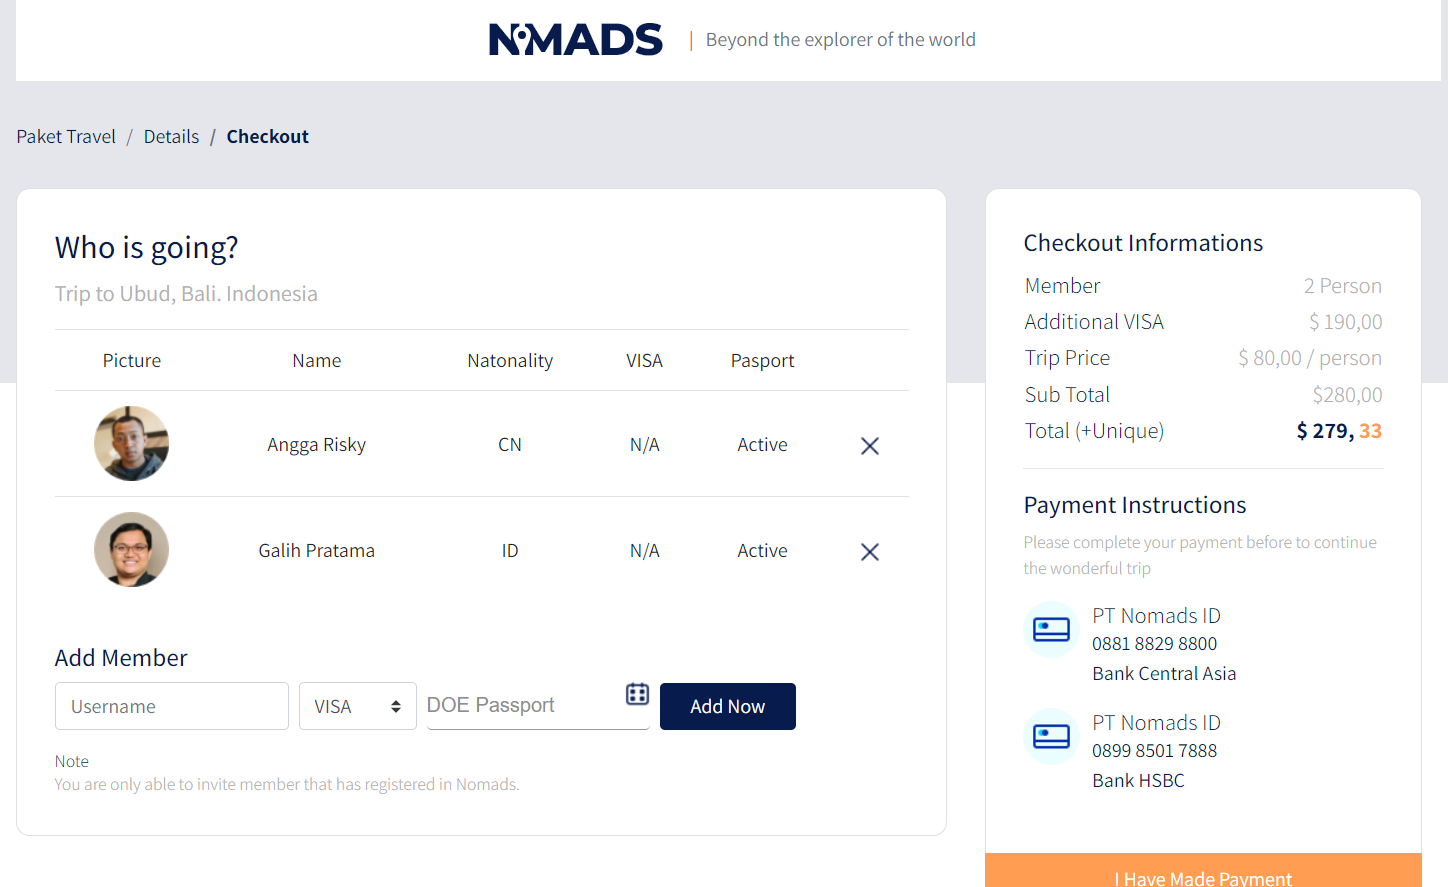 NOMADS | Beyond the explorer of the world
Paket Travel / Details / Checkout
Who is going?
Trip to Ubud, Bali. Indonesia
Picture Name Natonality VISA Pasport
Angga Risky CN N/A Active
Galih Pratama ID N/A Active
Add Member
Username VISA DOE Passport Add Now
Note
You are only able to invite member that has registered in Nomads.
Checkout Informations
Member 2 Person
Additional VISA $ 190,00
Trip Price $ 80,00 / person
Sub Total $280,00
Total (+Unique) $ 279, 33
Payment Instructions
Please complete your payment before to continue
the wonderful trip
PT Nomads ID
0881 8829 8800
Bank Central Asia
PT Nomads ID
0899 8501 7888
Bank HSBC
I Have Made Payment